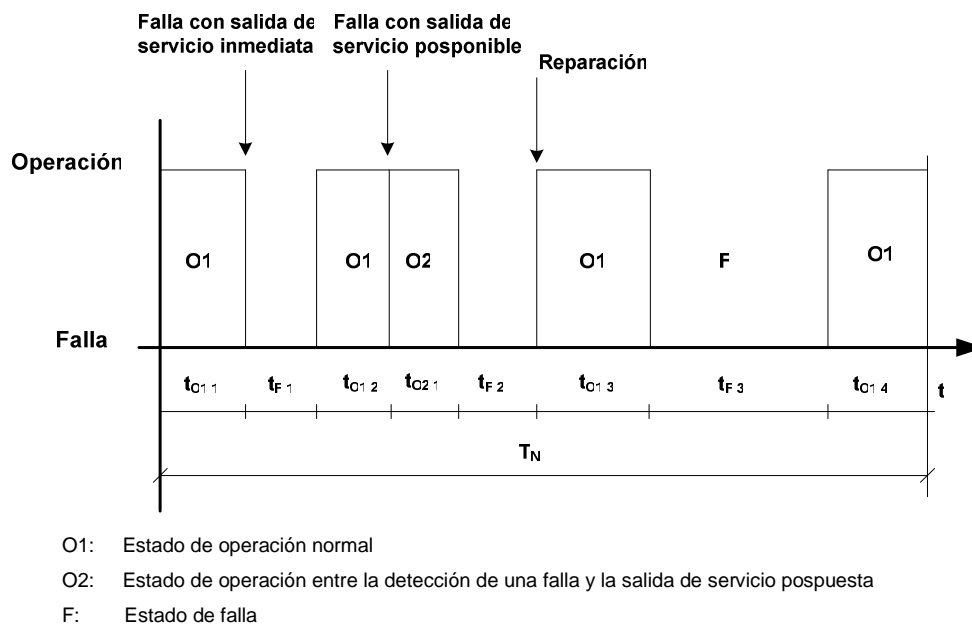 Falla con salida de
servicio inmediata
Falla con salida de
servicio posponible
Reparación
Operación
O1
O1
O2
O1
F
O1
Falla
tO1 1
tF 1
tO1 2
tO2 1
tF 2
tO1 3
tF 3
tO1 4
t
TN
O1: Estado de operación normal
O2: Estado de operación entre la detección de una falla y la salida de servicio pospuesta
F: Estado de falla